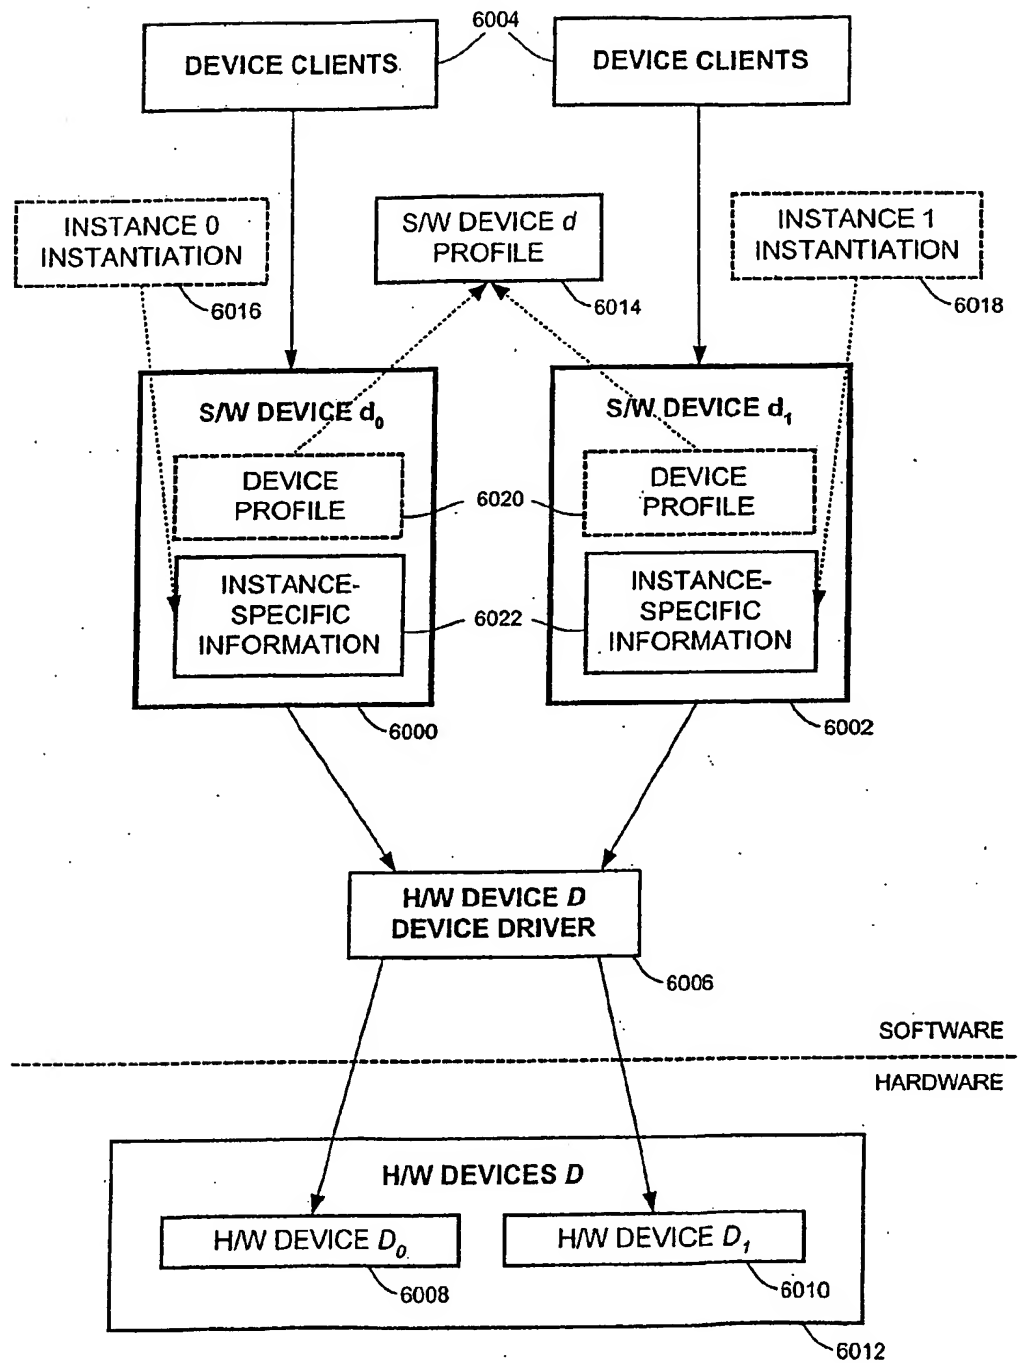 6004
DEVICE CLIENTS
DEVICE CLIENTS
INSTANCE 0
INSTANTIATION
6016
S/W DEVICE d
PROFILE
6014
INSTANCE 1
INSTANTIATION
6018
S/W DEVICE d0
DEVICE
PROFILE
INSTANCE-
SPECIFIC
INFORMATION
6000
6020
6022
S/W DEVICE d1
DEVICE
PROFILE
INSTANCE-
SPECIFIC
INFORMATION
6002
H/W DEVICE D
DEVICE DRIVER
6006
SOFTWARE
HARDWARE
H/W DEVICES D
H/W DEVICE D0
6008
H/W DEVICE D1
6010
6012